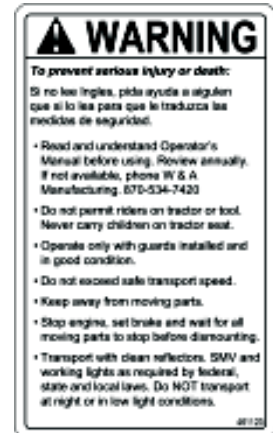 WARNING
To prevent serious injury or death:
Si no lee Ingles, pida ayuda a alguien
que si lo lea para que le traduzca las
medidas de seguridad.
• Read and understand Operator's
Manual before using. Review annually.
If not available, phone W & A
Manufacturing. 870-534-7420
• Do not permit riders on tractor or tool.
Never carry children on tractor seat.
• Operate only with guards installed and
in good condition.
• Do not exceed safe transport speed.
• Keep away from moving parts.
• Stop engine, set brake and wait for all
moving parts to stop before dismounting.
• Transport with clean reflectors, SMV and
working lights as required by federal,
state and local laws. Do NOT transport
at night or in low light conditions.